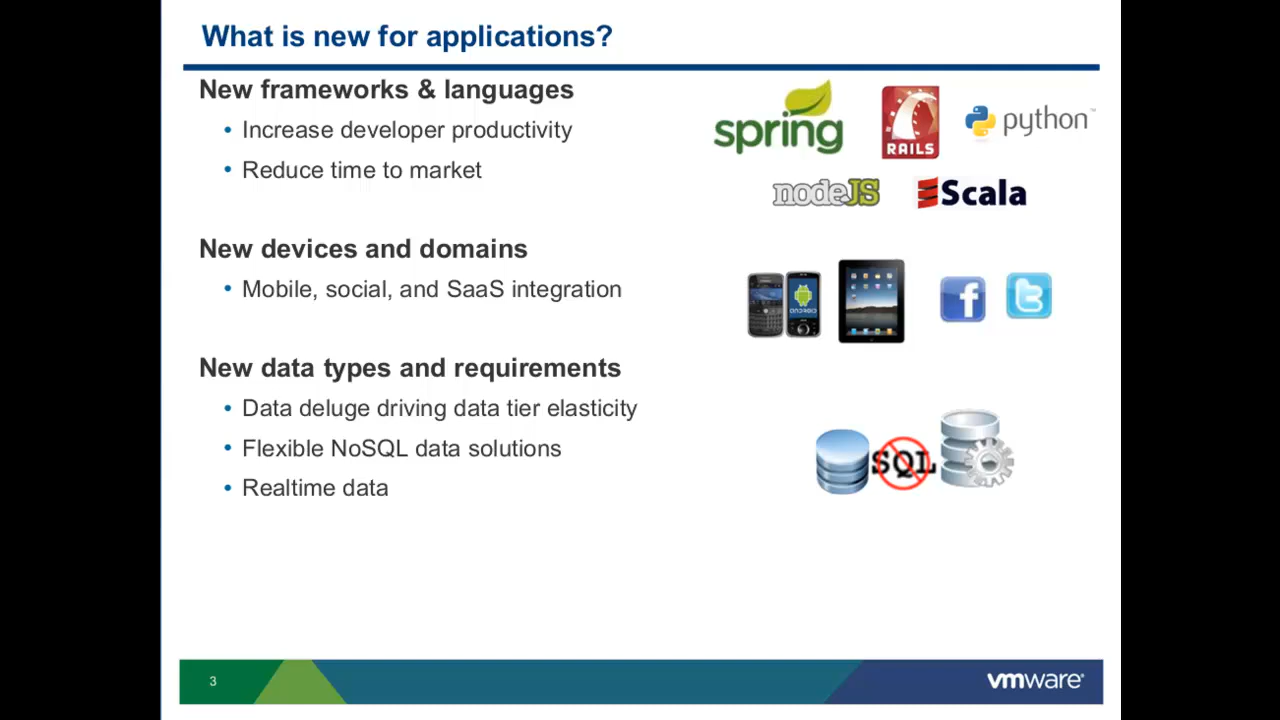 What is new for applications?
New frameworks & languages
• Increase developer productivity
• Reduce time to market
spring
RAILS
python™
nodeJS
Scala
New devices and domains
• Mobile, social, and SaaS integration
ANDROID
f
t
New data types and requirements
• Data deluge driving data tier elasticity
• Flexible NoSQL data solutions
• Realtime data
SQL
3
vmware®